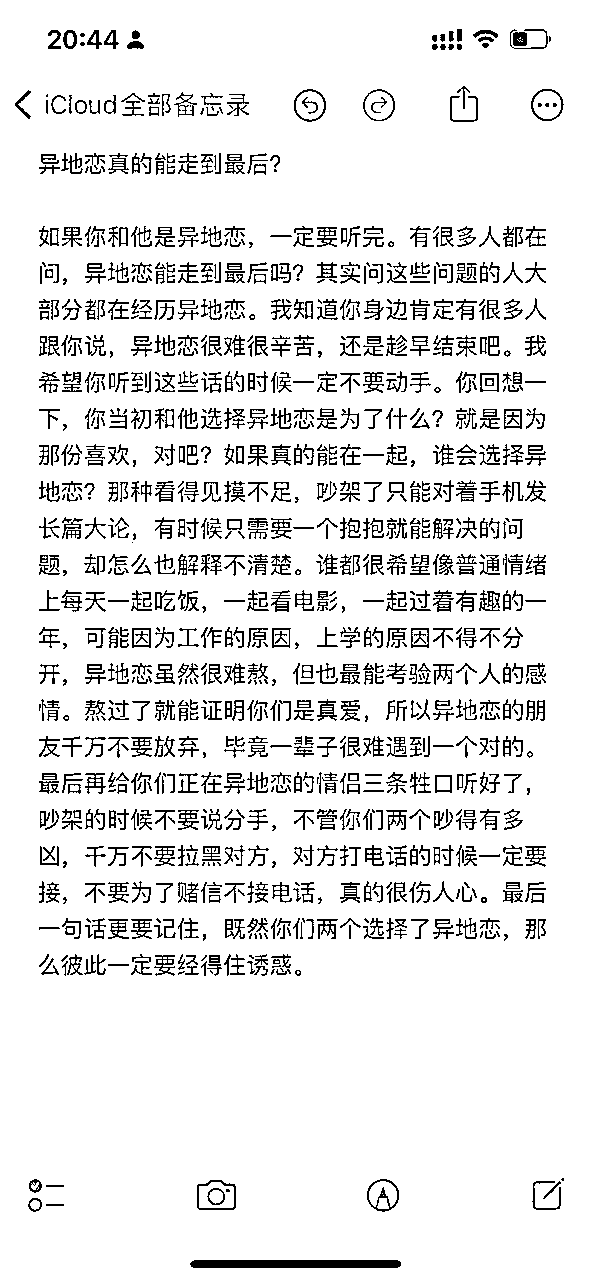 20:44
iCloud全部备忘录
异地恋真的能走到最后？
如果你和他是异地恋，一定要听完。有很多人都在
问，异地恋能走到最后吗？其实问这些问题的人大
部分都在经历异地恋。我知道你身边肯定有很多人
跟你说，异地恋很难很辛苦，还是趁早结束吧。我
希望你听到这些话的时候一定不要动手。你回想一
下，你当初和他选择异地恋是为了什么？就是因为
那份喜欢，对吧？如果真的能在一起，谁会选择异
地恋？那种看得见摸不足，吵架了只能对着手机发
长篇大论，有时候只需要一个抱抱就能解决的问
题，却怎么也解释不清楚。谁都很希望像普通情绪
上每天一起吃饭，一起看电影，一起过着有趣的一
年，可能因为工作的原因，上学的原因不得不分
开，异地恋虽然很难熬，但也最能考验两个人的感
情。熬过了就能证明你们是真爱，所以异地恋的朋
友千万不要放弃，毕竟一辈子很难遇到一个对的。
最后再给你们正在异地恋的情侣三条牲口听好了，
吵架的时候不要说分手，不管你们两个吵得有多
凶，千万不要拉黑对方，对方打电话的时候一定要
接，不要为了赌信不接电话，真的很伤人心。最后
一句话更要记住，既然你们两个选择了异地恋，那
么彼此一定要经得住诱惑。